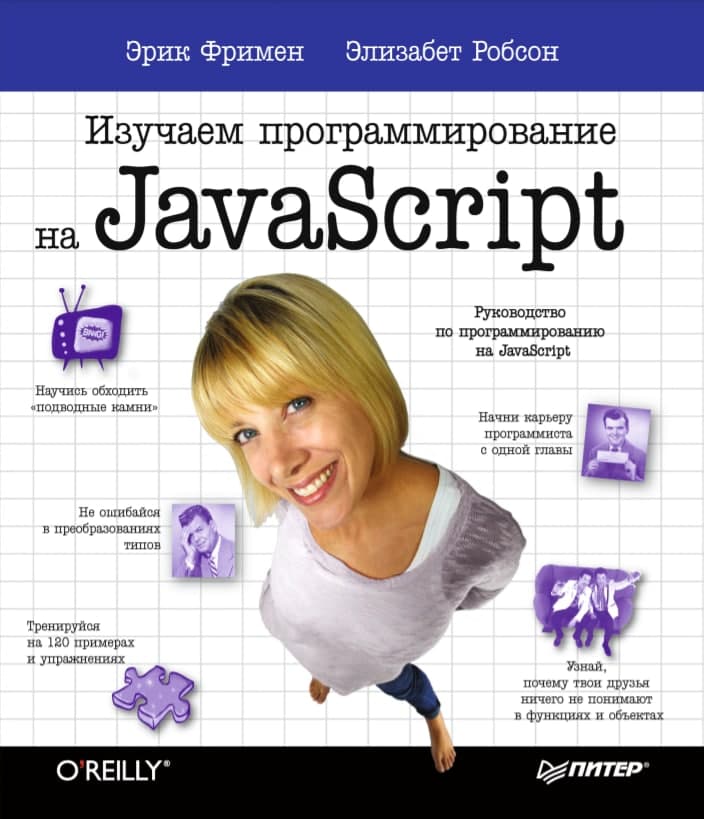 Эрик Фримен Элизабет Робсон
Изучаем программирование
на JavaScript
Руководство
по программированию
на JavaScript
BANG!
Научись обходить
«подводные камни»
Начни карьеру
программиста
с одной главы
Не ошибайся
в преобразованиях
типов
Тренируйся
на 120 примерах
и упражнениях
Узнай,
почему твои друзья
ничего не понимают
в функциях и объектах
O'REILLY®
ПИТЕР®